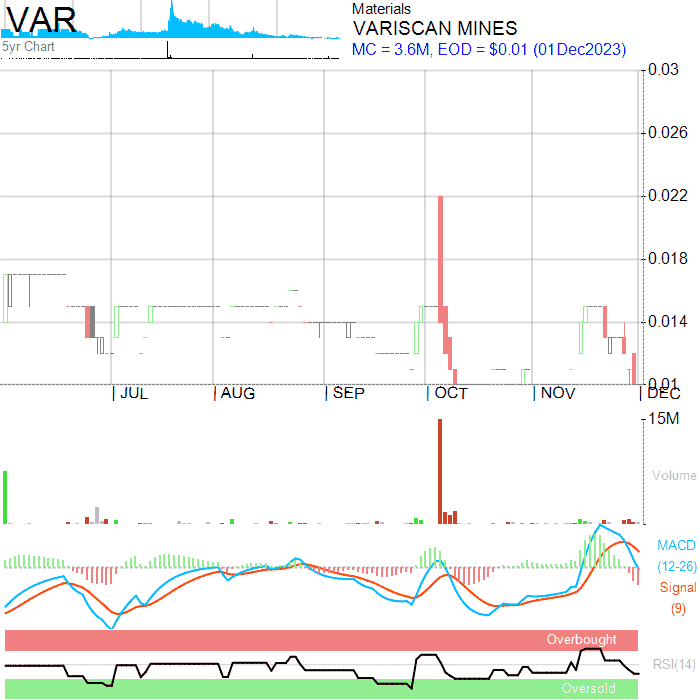 VAR
5yr Chart
Materials
VARISCAN MINES
MC = 3.6M, EOD = $0.01 (01Dec2023)
0.03
0.026
0.022
0.018
0.014
0.01
JUL AUG SEP OCT NOV DEC
15M
Volume
MACD
(12-26)
Signal
(9)
Overbought
RSI(14)
Oversold